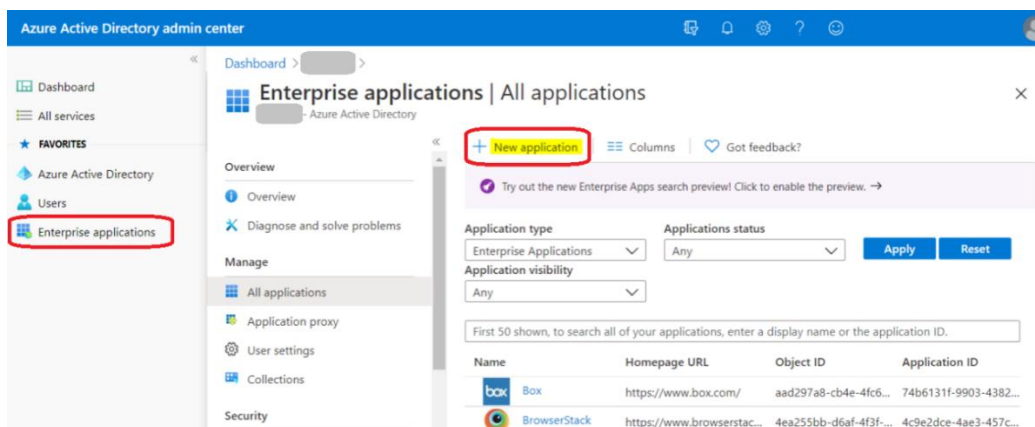 Azure Active Directory admin center
Dashboard
All services
FAVORITES
Azure Active Directory
Users
Enterprise applications
Dashboard > >
Enterprise applications | All applications
- Azure Active Directory
Overview
Overview
Diagnose and solve problems
Manage
All applications
Application proxy
User settings
Collections
Security
+ New application
Columns
Got feedback?
Try out the new Enterprise Apps search preview! Click to enable the preview. →
Application type Applications status
Enterprise Applications Any Apply Reset
Application visibility
Any
First 50 shown, to search all of your applications, enter a display name or the application ID.
Name Homepage URL Object ID Application ID
box Box https://www.box.com/ aad297a8-cb4e-4fc6... 74b6131f-9903-4382...
BrowserStack https://www.browserstac... 4ea255bb-d6af-4f3f-... 4c9e2dce-4ae3-457c...